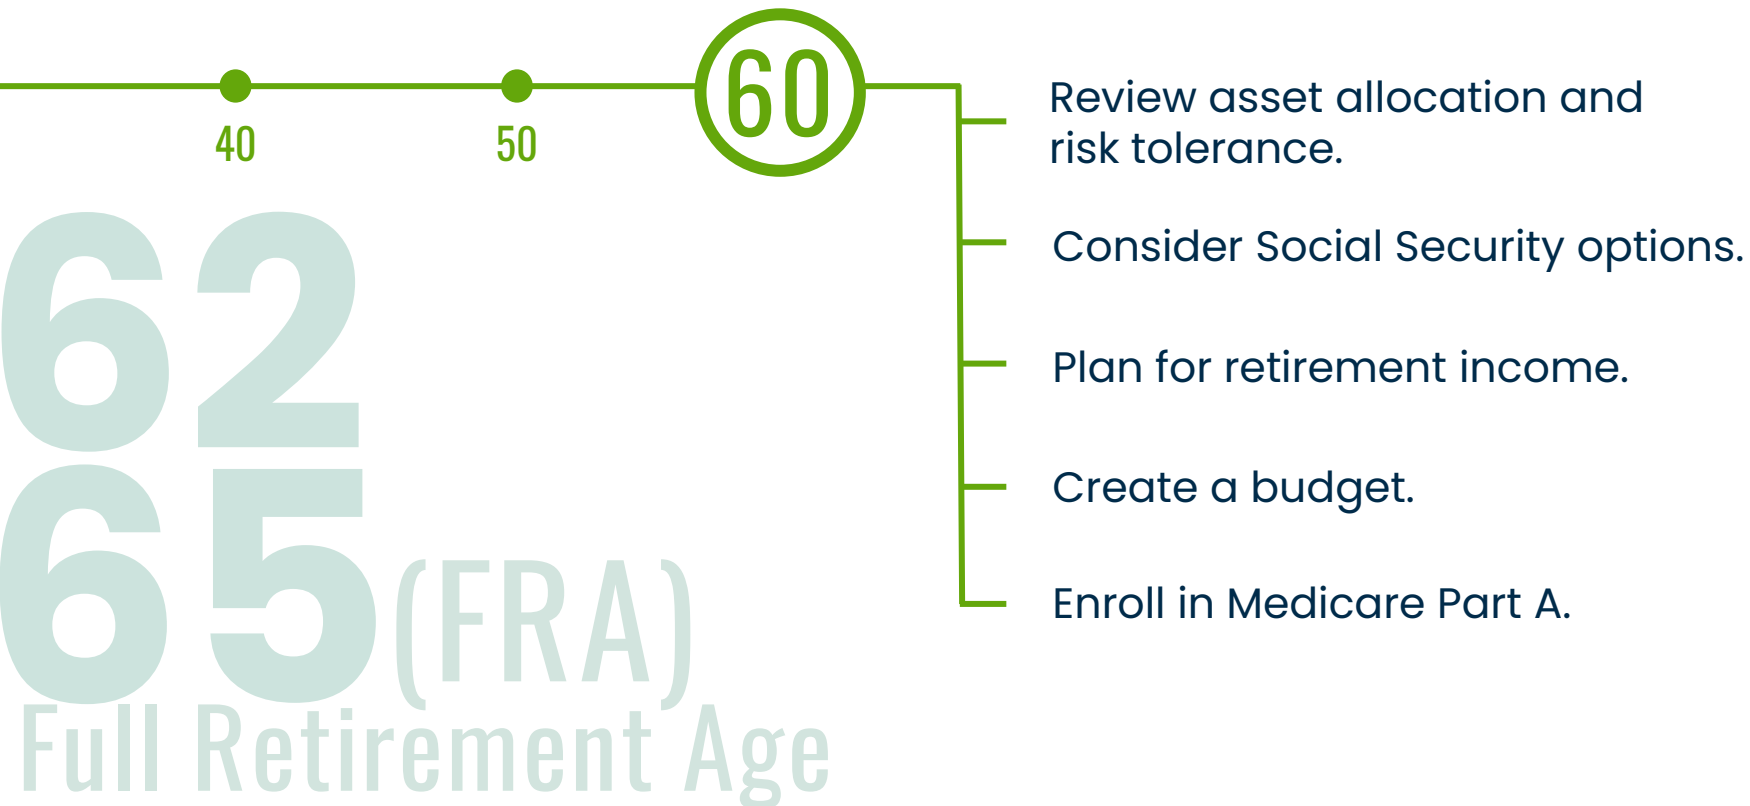 40
50
60
Review asset allocation and
risk tolerance.
Consider Social Security options.
Plan for retirement income.
Create a budget.
Enroll in Medicare Part A.
62
65 (FRA)
Full Retirement Age